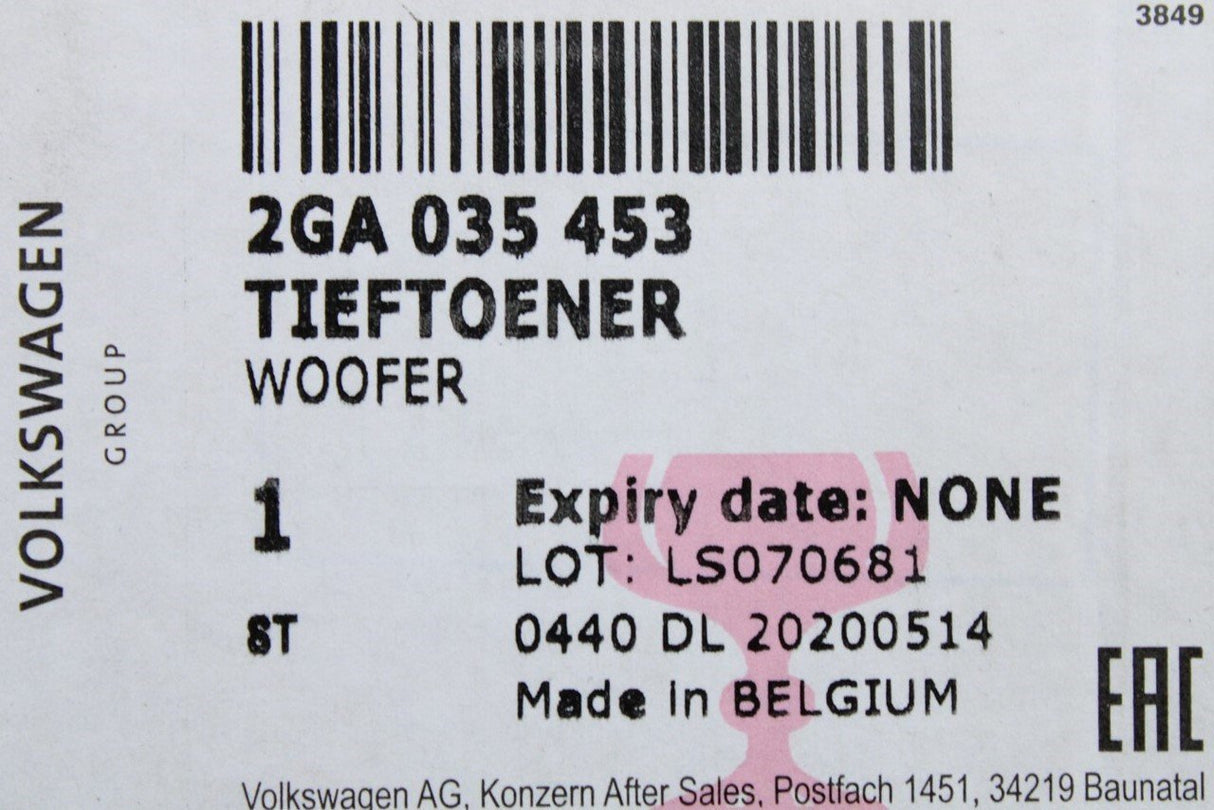 3849
VOLKSWAGEN
GROUP
2GA 035 453
TIEFTOENER
WOOFER
1
ST
Expiry date: NONE
LOT: LS070681
0440 DL 20200514
Made in BELGIUM
EAC
Volkswagen AG, Konzern After Sales, Postfach 1451, 34219 Baunatal